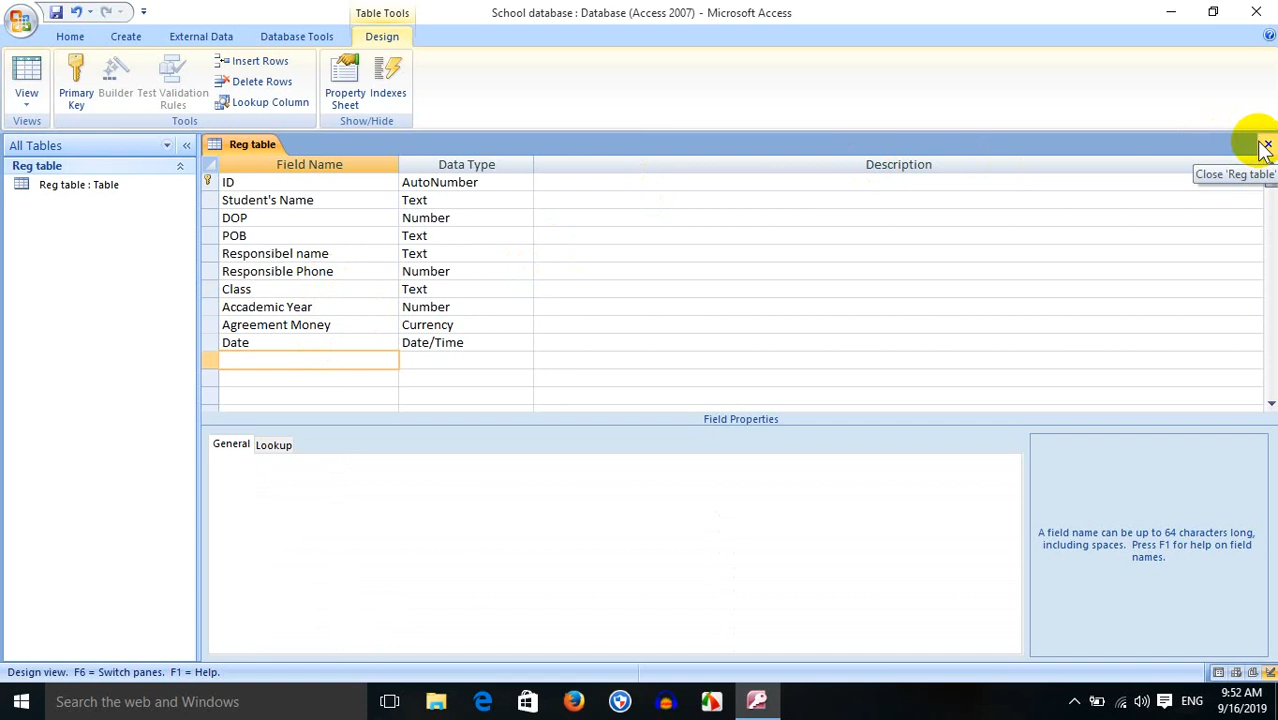 Table Tools
School database : Database (Access 2007) - Microsoft Access
Home
Create
External Data
Database Tools
Design
View
Primary Key
Builder
Test Validation Rules
Insert Rows
Delete Rows
Lookup Column
Property Sheet
Indexes
Views
Tools
Show/Hide
All Tables
Reg table
Reg table : Table
Reg table
Close 'Reg table'
Field Name Data Type Description
ID AutoNumber
Student's Name Text
DOP Number
POB Text
Responsibel name Text
Responsible Phone Number
Class Text
Accademic Year Number
Agreement Money Currency
Date Date/Time
Field Properties
General
Lookup
A field name can be up to 64 characters long,
including spaces. Press F1 for help on field
names.
Design view. F6 = Switch panes. F1 = Help.
Search the web and Windows
ENG
9:52 AM
9/16/2019